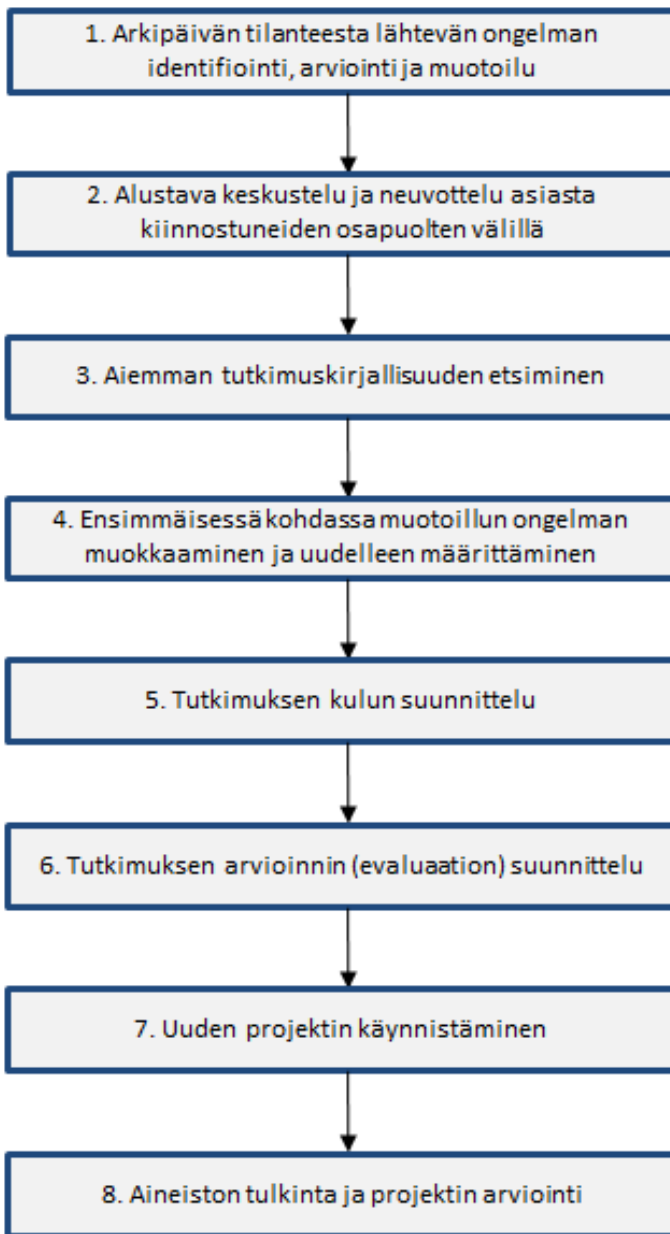 1. Arkipäivän tilanteesta lähtevän ongelman
identifiointi, arviointi ja muotoilu
2. Alustava keskustelu ja neuvottelu asiasta
kiinnostuneiden osapuolten välillä
3. Aiemman tutkimuskirjallisuuden etsiminen
4. Ensimmäisessä kohdassa muotoillun ongelman
muokkaaminen ja uudelleen määrittäminen
5. Tutkimuksen kulun suunnittelu
6. Tutkimuksen arvioinnin (evaluaation) suunnittelu
7. Uuden projektin käynnistäminen
8. Aineiston tulkinta ja projektin arviointi